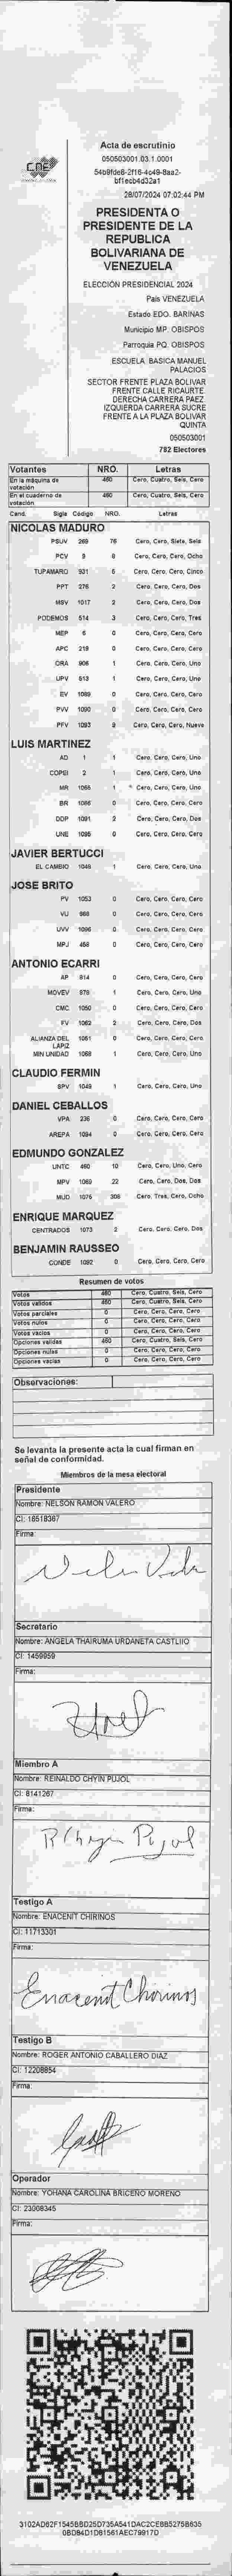 CNE
Acta de escrutinio
050503001.03.1.0001
28/07/2024 07:02:44 PM
PRESIDENTA O
PRESIDENTE DE LA
REPUBLICA
BOLIVARIANA DE
VENEZUELA
ELECCIÓN PRESIDENCIAL 2024
País VENEZUELA
Estado EDO. BARINAS
Municipio MP. OBISPOS
Parroquia PQ. OBISPOS
ESCUELA BASICA MANUEL
PALACIOS
SECTOR FRENTE PLAZA BOLIVAR
FRENTE CALLE RICAURTE.
DERECHA CARRERA PAEZ.
IZQUIERDA CARRERA SUCRE
FRENTE A LA PLAZA BOLIVAR
QUINTA
050503001
782 Electores
Votantes NRO. Letras
En la máquina de votación 460 Cero, Cuatro, Seis, Cero
En el cuaderno de votación 460 Cero, Cuatro, Seis, Cero
Cand. Sigla Código NRO. Letras
NICOLAS MADURO
PSUV 269 76 Cero, Cero, Siete, Seis
PCV 9 8 Cero, Cero, Cero, Ocho
TUPAMARO 931 5 Cero, Cero, Cero, Cinco
PPT 276 2 Cero, Cero, Cero, Dos
MSV 1017 2 Cero, Cero, Cero, Dos
PODEMOS 514 3 Cero, Cero, Cero, Tres
MEP 6 0 Cero, Cero, Cero, Cero
APC 219 0 Cero, Cero, Cero, Cero
ORA 906 1 Cero, Cero, Cero, Uno
UPV 613 1 Cero, Cero, Cero, Uno
EV 1089 0 Cero, Cero, Cero, Cero
PVV 1090 0 Cero, Cero, Cero, Cero
PFV 1093 9 Cero, Cero, Cero, Nueve
LUIS MARTINEZ
AD 1 1 Cero, Cero, Cero, Uno
COPEI 2 1 Cero, Cero, Cero, Uno
MR 1 Cero, Cero, Cero, Uno
BR 1086 0 Cero, Cero, Cero, Cero
DDP 1091 2 Cero, Cero, Cero, Dos
UNE 1095 0 Cero, Cero, Cero, Cero
JAVIER BERTUCCI
EL CAMBIO 1046 1 Cero, Cero, Cero, Uno
JOSE BRITO
PV 1053 0 Cero, Cero, Cero, Cero
VU 968 0 Cero, Cero, Cero, Cero
UVV 1096 0 Cero, Cero, Cero, Cero
MPJ 458 0 Cero, Cero, Cero, Cero
ANTONIO ECARRI
AP 814 0 Cero, Cero, Cero, Cero
MOVEV 979 1 Cero, Cero, Cero, Uno
CMC 1050 0 Cero, Cero, Cero, Cero
FV 1062 2 Cero, Cero, Cero, Dos
ALIANZA DEL LAPIZ 1061 0 Cero, Cero, Cero, Cero
MIN UNIDAD 1068 1 Cero, Cero, Cero, Uno
CLAUDIO FERMIN
SPV 1049 1 Cero, Cero, Cero, Uno
DANIEL CEBALLOS
VPA 236 0 Cero, Cero, Cero, Cero
AREPA 1094 0 Cero, Cero, Cero, Cero
EDMUNDO GONZALEZ
UNTC 460 10 Cero, Cero, Uno, Cero
MPV 1069 22 Cero, Cero, Dos, Dos
MUD 1076 308 Cero, Tres, Cero, Ocho
ENRIQUE MARQUEZ
CENTRADOS 1073 2 Cero, Cero, Cero, Dos
BENJAMIN RAUSSEO
CONDE 1092 0 Cero, Cero, Cero, Cero
Resumen de votos
Votos 460 Cero, Cuatro, Seis, Cero
Votos válidos 460 Cero, Cuatro, Seis, Cero
Votos parciales 0 Cero, Cero, Cero, Cero
Votos nulos 0 Cero, Cero, Cero, Cero
Votos vacíos 0 Cero, Cero, Cero, Cero
Opciones válidas 460 Cero, Cuatro, Seis, Cero
Opciones nulas 0 Cero, Cero, Cero, Cero
Opciones vacías 0 Cero, Cero, Cero, Cero
Observaciones:
Se levanta la presente acta la cual firman en
señal de conformidad.
Miembros de la mesa electoral
Presidente
Nombre: NELSON RAMON VALERO
CI: 16518367
Firma:
Secretario
Nombre: ANGELA THAIRUMA URDANETA CASTLIIO
CI: 1459959
Firma:
Miembro A
Nombre: REINALDO CHYIN PUJOL
CI: 8141267
Firma:
R Chyin Pujol
Testigo A
Nombre: ENACENIT CHIRINOS
CI: 11713301
Firma:
Enacenit Chirinos
Testigo B
Nombre: ROGER ANTONIO CABALLERO DIAZ
CI: 12208854
Firma:
Operador
Nombre: YOHANA CAROLINA BRICEÑO MORENO
CI: 23008345
Firma: